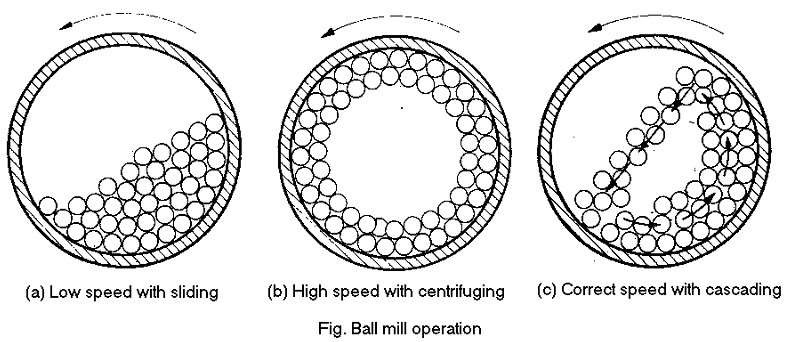 (a) Low speed with sliding
(b) High speed with centrifuging
(c) Correct speed with cascading
Fig. Ball mill operation